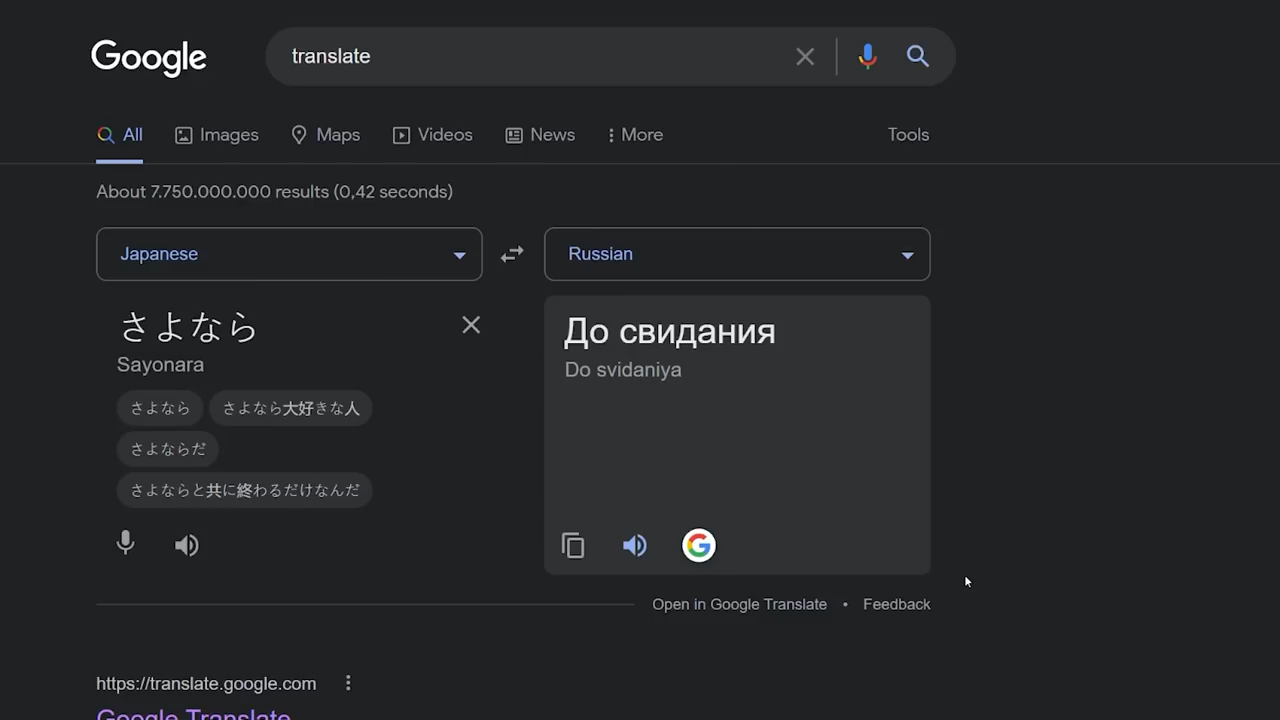 Google
translate
All Images Maps Videos News More Tools
About 7.750.000.000 results (0,42 seconds)
Japanese Russian
さよなら
Sayonara
さよなら さよなら大好きな人
さよならだ
さよならと共に終わるだけなんだ
До свидания
Do svidaniya
G
Open in Google Translate • Feedback
https://translate.google.com
Google Translate